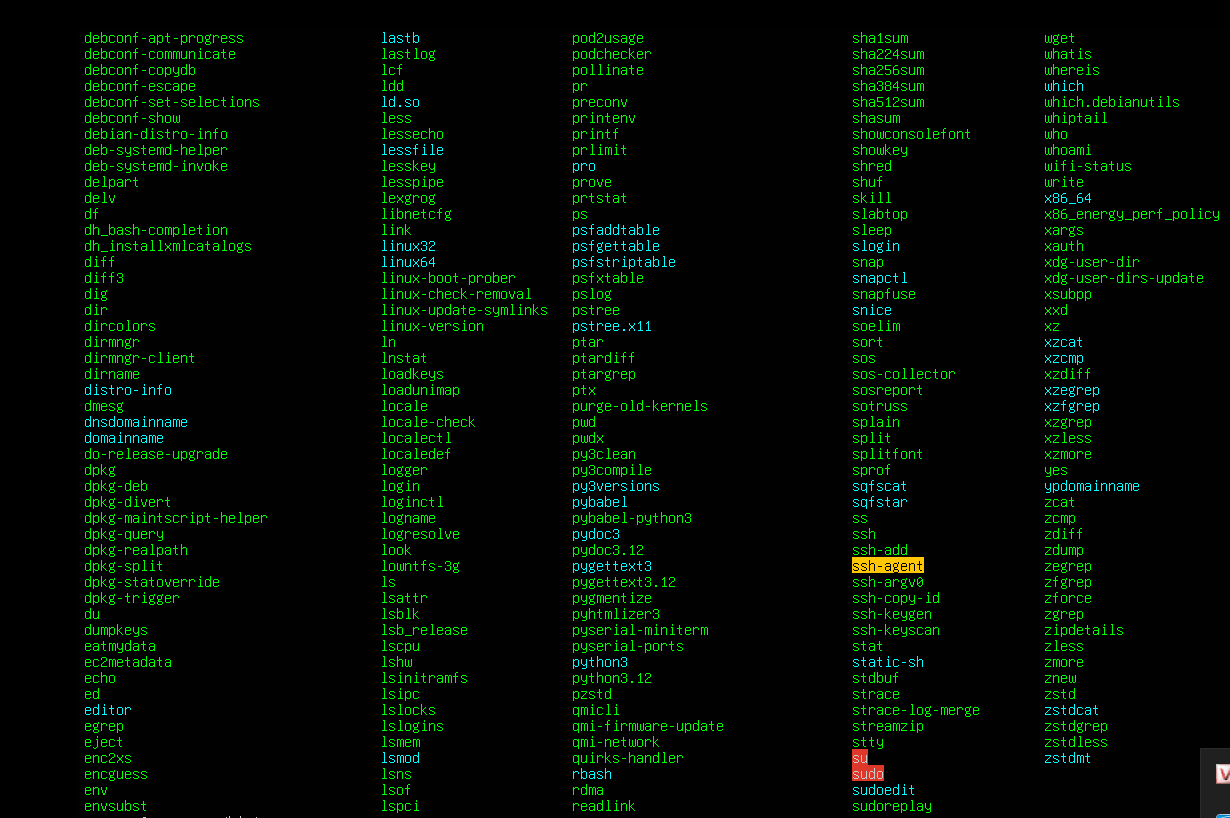 debconf-apt-progress lastb pod2usage sha1sum wget
debconf-communicate lastlog podchecker sha224sum whatis
debconf-copydb lcf pollinate sha256sum whereis
debconf-escape ldd pr sha384sum which
debconf-set-selections ld.so preconv sha512sum which.debianutils
debconf-show less printenv shasum whiptail
debian-distro-info lessecho printf showconsolefont who
deb-systemd-helper lessfile prlimit showkey whoami
deb-systemd-invoke lesskey pro shred wifi-status
delpart lesspipe prove shuf write
delv lexgrog prtstat skill x86_64
df libnetcfg ps slabtop x86_energy_perf_policy
dh_bash-completion link psfaddtable sleep xargs
dh_installxmlcatalogs linux32 psfgettable slogin xauth
diff linux64 psfstriptable snap xdg-user-dir
diff3 linux-boot-prober psfxtable snapctl xdg-user-dirs-update
dig linux-check-removal pslog snapfuse xsubpp
dir linux-update-symlinks pstree snice xxd
dircolors linux-version pstree.x11 soelim xz
dirmngr ln ptar sort xzcat
dirmngr-client lnstat ptardiff sos xzcmp
dirname loadkeys ptargrep sos-collector xzdiff
distro-info loadunimap ptx sosreport xzegrep
dmesg locale purge-old-kernels sotruss xzfgrep
dnsdomainname locale-check pwd splain xzgrep
domainname localectl pwdx split xzless
do-release-upgrade localedef py3clean splitfont xzmore
dpkg logger py3compile sprof yes
dpkg-deb login py3versions sqfscat ypdomainname
dpkg-divert loginctl pybabel sqfstar zcat
dpkg-maintscript-helper logname pybabel-python3 ss zcmp
dpkg-query logresolve pydoc3 ssh zdiff
dpkg-realpath look pydoc3.12 ssh-add zdump
dpkg-split lowntfs-3g pygettext3 ssh-agent zegrep
dpkg-statoverride ls pygettext3.12 ssh-argv0 zfgrep
dpkg-trigger lsattr pygmentize ssh-copy-id zforce
du lsblk pyhtmlizer3 ssh-keygen zgrep
dumpkeys lsb_release pyserial-miniterm ssh-keyscan zipdetails
eatmydata lscpu pyserial-ports stat zless
ec2metadata lshw python3 static-sh zmore
echo lsinitramfs python3.12 stdbuf znew
ed lsipc pzstd strace zstd
editor lslocks qmicli strace-log-merge zstdcat
egrep lslogins qmi-firmware-update streamzip zstdgrep
eject lsmem qmi-network stty zstdless
enc2xs lsmod quirks-handler su zstdmt
encguess lsns rbash sudo
env lsof rdma sudoedit
envsubst lspci readlink sudoreplay